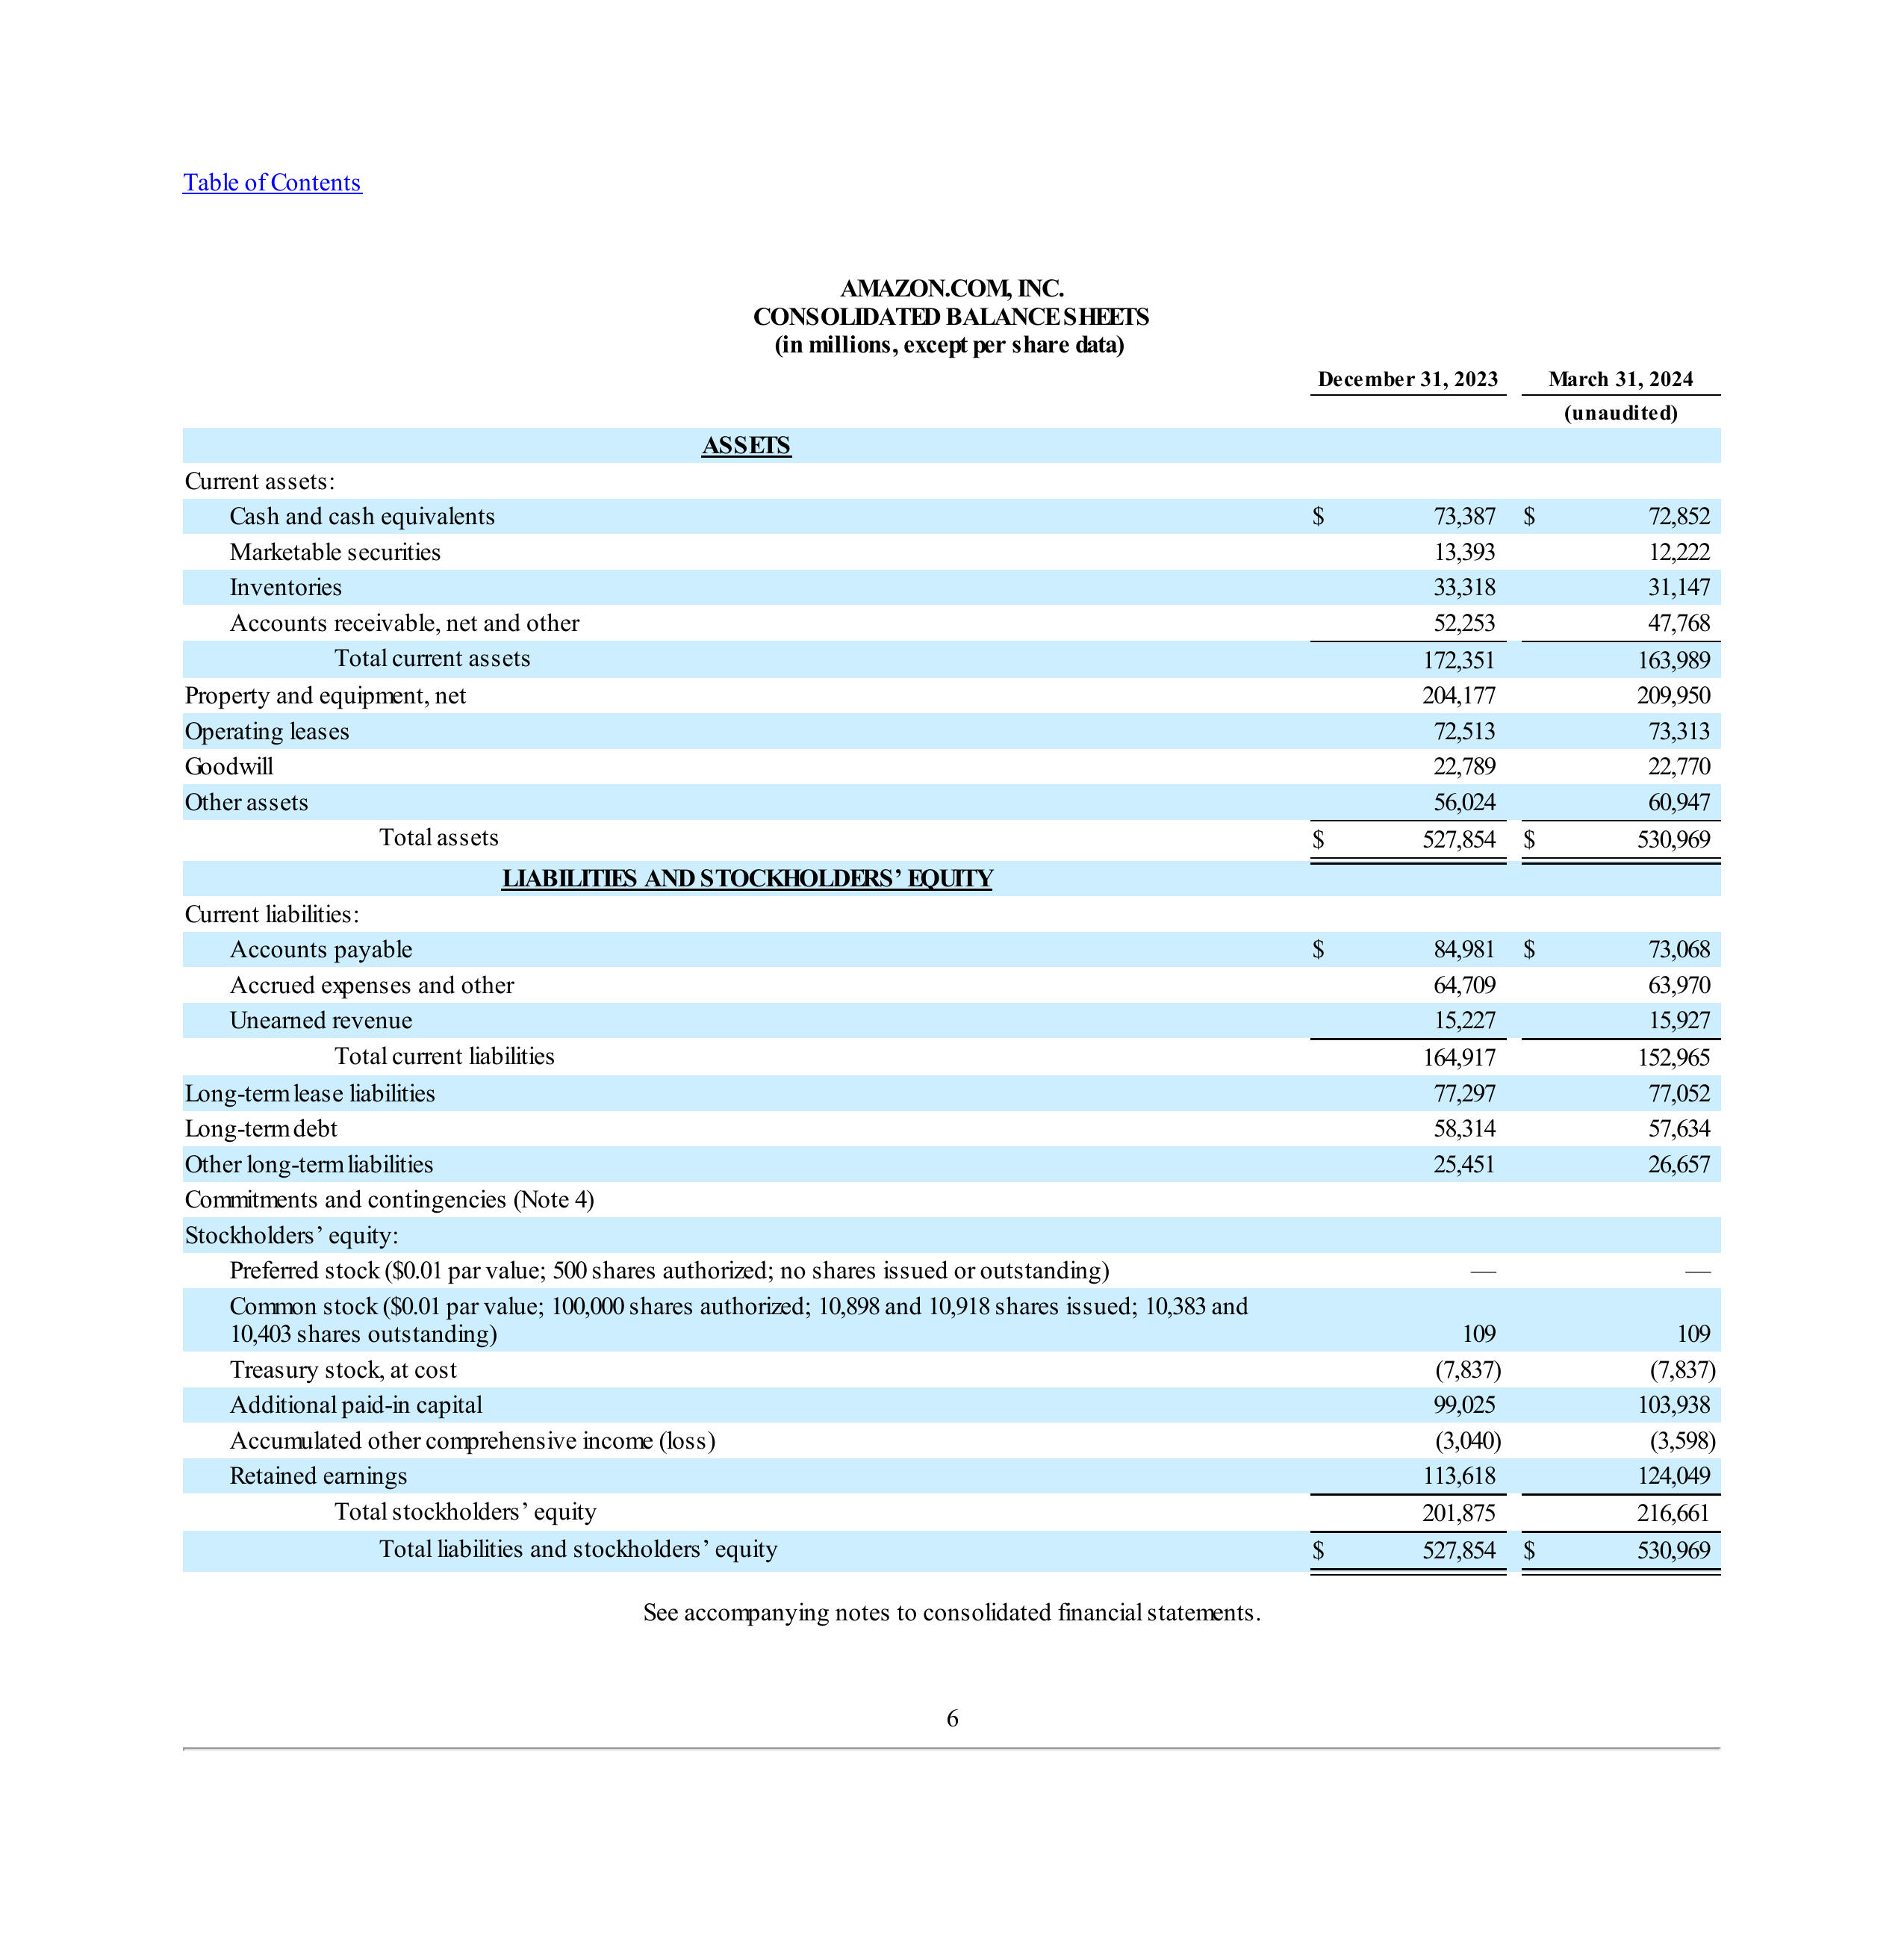 Table of Contents
AMAZON.COM, INC.
CONSOLIDATED BALANCE SHEETS
(in millions, except per share data)
December 31, 2023 March 31, 2024
(unaudited)
ASSETS
Current assets:
Cash and cash equivalents $ 73,387 $ 72,852
Marketable securities 13,393 12,222
Inventories 33,318 31,147
Accounts receivable, net and other 52,253 47,768
Total current assets 172,351 163,989
Property and equipment, net 204,177 209,950
Operating leases 72,513 73,313
Goodwill 22,789 22,770
Other assets 56,024 60,947
Total assets $ 527,854 $ 530,969
LIABILITIES AND STOCKHOLDERS’ EQUITY
Current liabilities:
Accounts payable $ 84,981 $ 73,068
Accrued expenses and other 64,709 63,970
Unearned revenue 15,227 15,927
Total current liabilities 164,917 152,965
Long-term lease liabilities 77,297 77,052
Long-term debt 58,314 57,634
Other long-term liabilities 25,451 26,657
Commitments and contingencies (Note 4)
Stockholders’ equity:
Preferred stock ($0.01 par value; 500 shares authorized; no shares issued or outstanding) — —
Common stock ($0.01 par value; 100,000 shares authorized; 10,898 and 10,918 shares issued; 10,383 and
10,403 shares outstanding) 109 109
Treasury stock, at cost (7,837) (7,837)
Additional paid-in capital 99,025 103,938
Accumulated other comprehensive income (loss) (3,040) (3,598)
Retained earnings 113,618 124,049
Total stockholders’ equity 201,875 216,661
Total liabilities and stockholders’ equity $ 527,854 $ 530,969
See accompanying notes to consolidated financial statements.
6